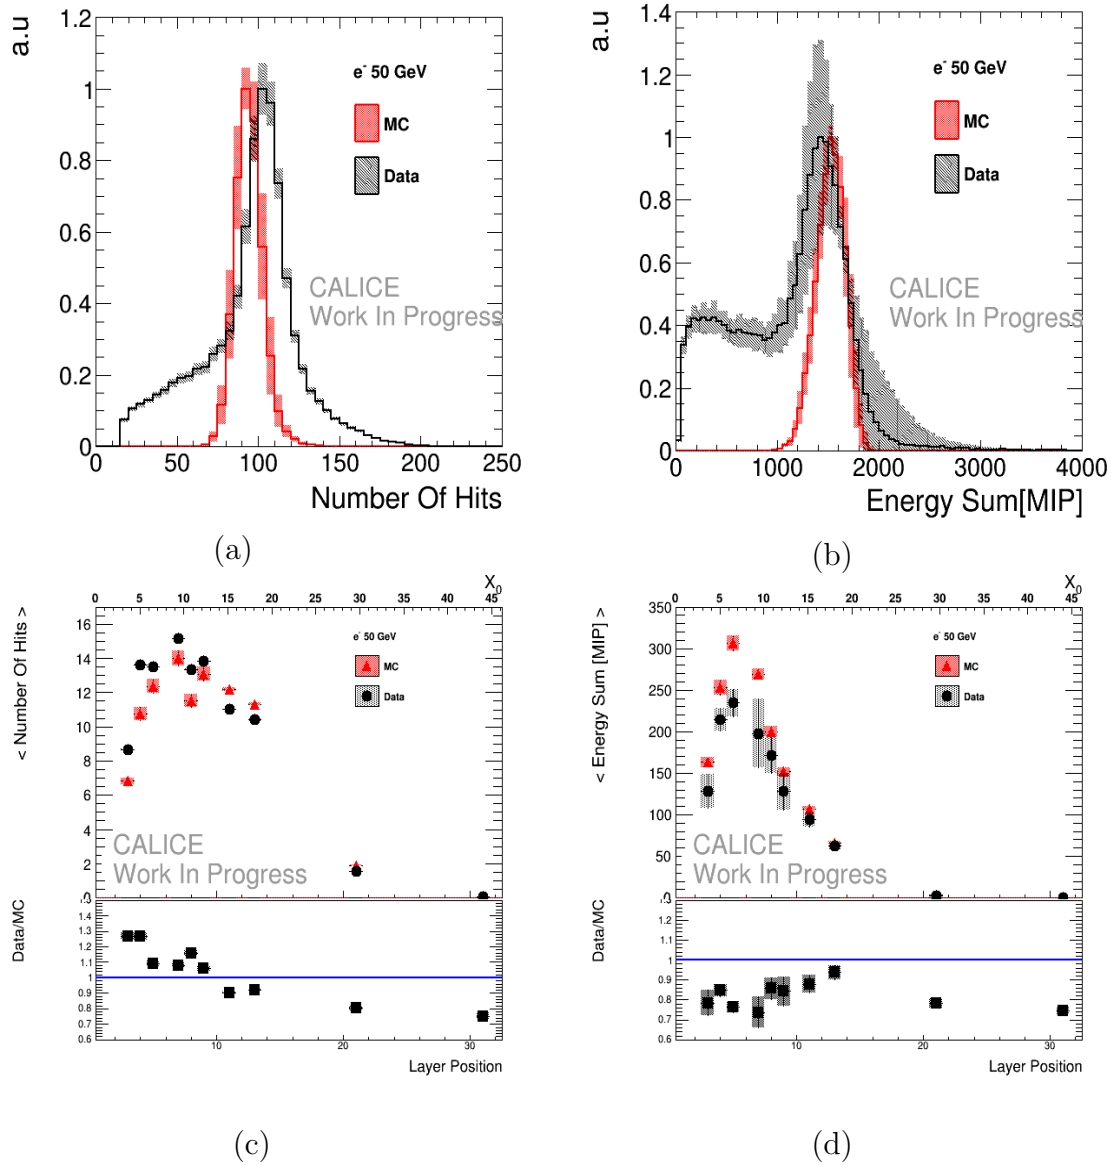 a.u
1.2
1
0.8
0.6
0.4
0.2
0
0 50 100 150 200 250
Number Of Hits
e- 50 GeV
MC
Data
CALICE
Work In Progress
(a)
a.u
1.4
1.2
1
0.8
0.6
0.4
0.2
0
0 1000 2000 3000 4000
Energy Sum[MIP]
e- 50 GeV
MC
Data
CALICE
Work In Progress
(b)
X0
0 5 10 15 20 25 30 35 40 45
< Number Of Hits >
16
14
12
10
8
6
4
2
e- 50 GeV
MC
Data
CALICE
Work In Progress
Data/MC
1.4
1.3
1.2
1.1
1
0.9
0.8
0.7
0.6
10 20 30
Layer Position
(c)
X0
0 5 10 15 20 25 30 35 40 45
< Energy Sum [MIP] >
350
300
250
200
150
100
50
e- 50 GeV
MC
Data
CALICE
Work In Progress
Data/MC
1.2
1.1
1
0.9
0.8
0.7
0.6
10 20 30
Layer Position
(d)